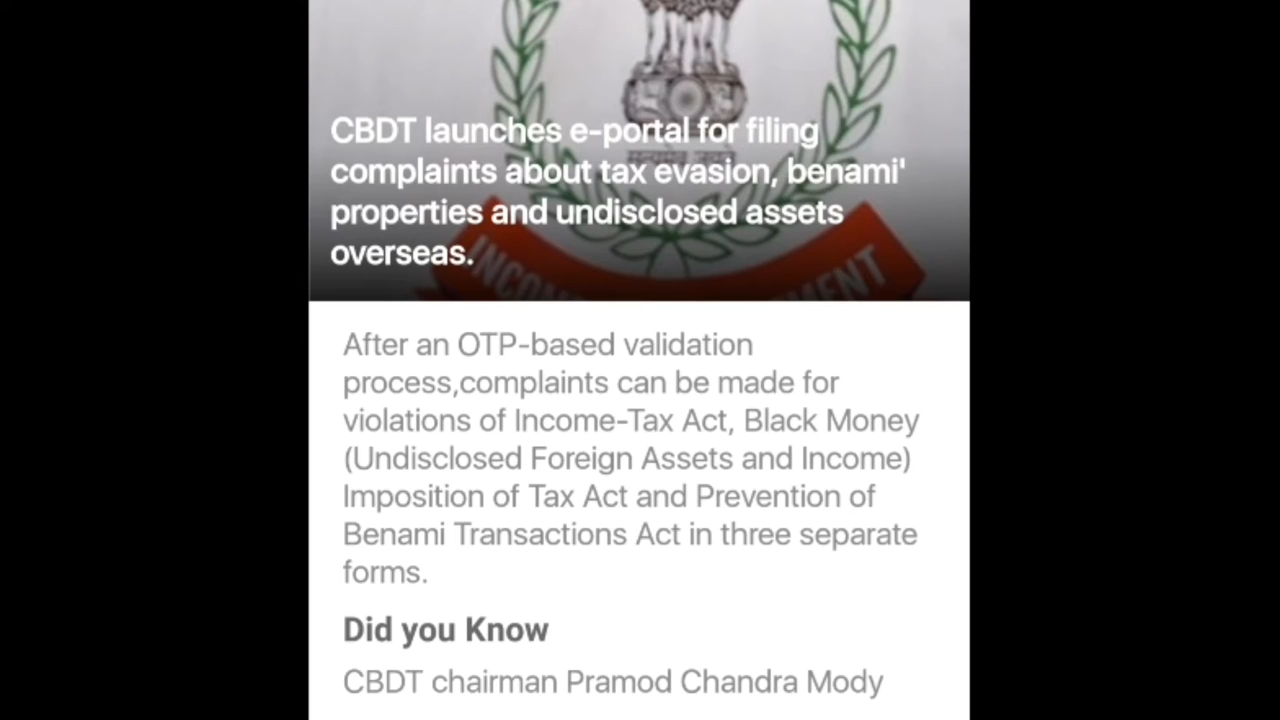 CBDT launches e-portal for filing
complaints about tax evasion, benami'
properties and undisclosed assets
overseas.
After an OTP-based validation
process,complaints can be made for
violations of Income-Tax Act, Black Money
(Undisclosed Foreign Assets and Income)
Imposition of Tax Act and Prevention of
Benami Transactions Act in three separate
forms.
Did you Know
CBDT chairman Pramod Chandra Mody